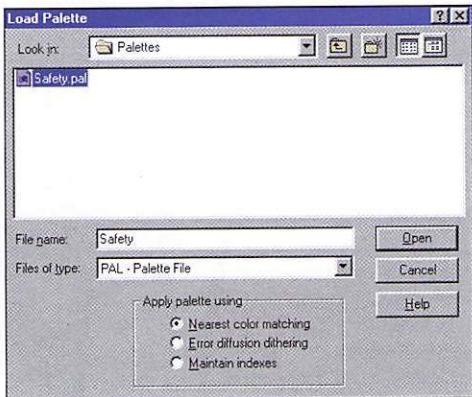 Load Palette
Look in: Palettes
Safety.pal
File name: Safety
Open
Files of type: PAL - Palette File
Cancel
Help
Apply palette using
Nearest color matching
Error diffusion dithering
Maintain indexes